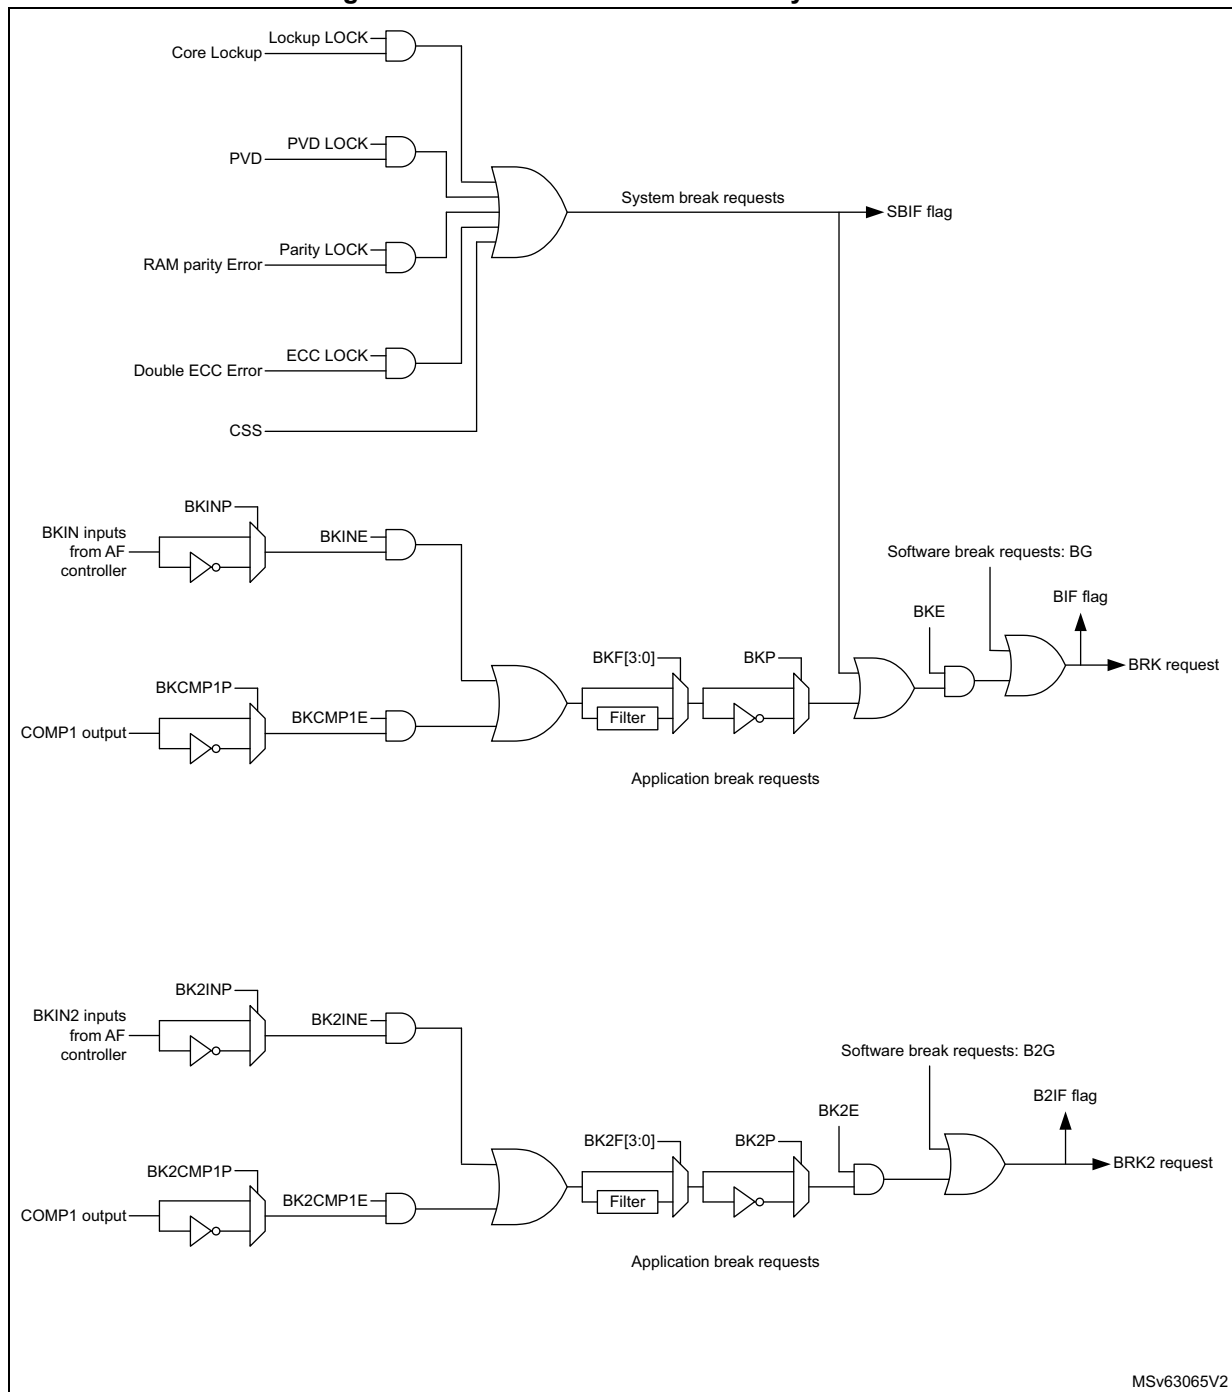 Lockup LOCK
Core Lockup
PVD LOCK
PVD
System break requests
SBIF flag
Parity LOCK
RAM parity Error
ECC LOCK
Double ECC Error
CSS
BKINP
BKIN inputs
from AF
controller
BKINE
Software break requests: BG
BKE
BIF flag
BRK request
BKF[3:0]
BKP
BKCMP1P
BKCMP1E
Filter
COMP1 output
Application break requests
BK2INP
BKIN2 inputs
from AF
controller
BK2INE
Software break requests: B2G
BK2E
B2IF flag
BRK2 request
BK2F[3:0]
BK2P
BK2CMP1P
BK2CMP1E
Filter
COMP1 output
Application break requests
MSv63065V2